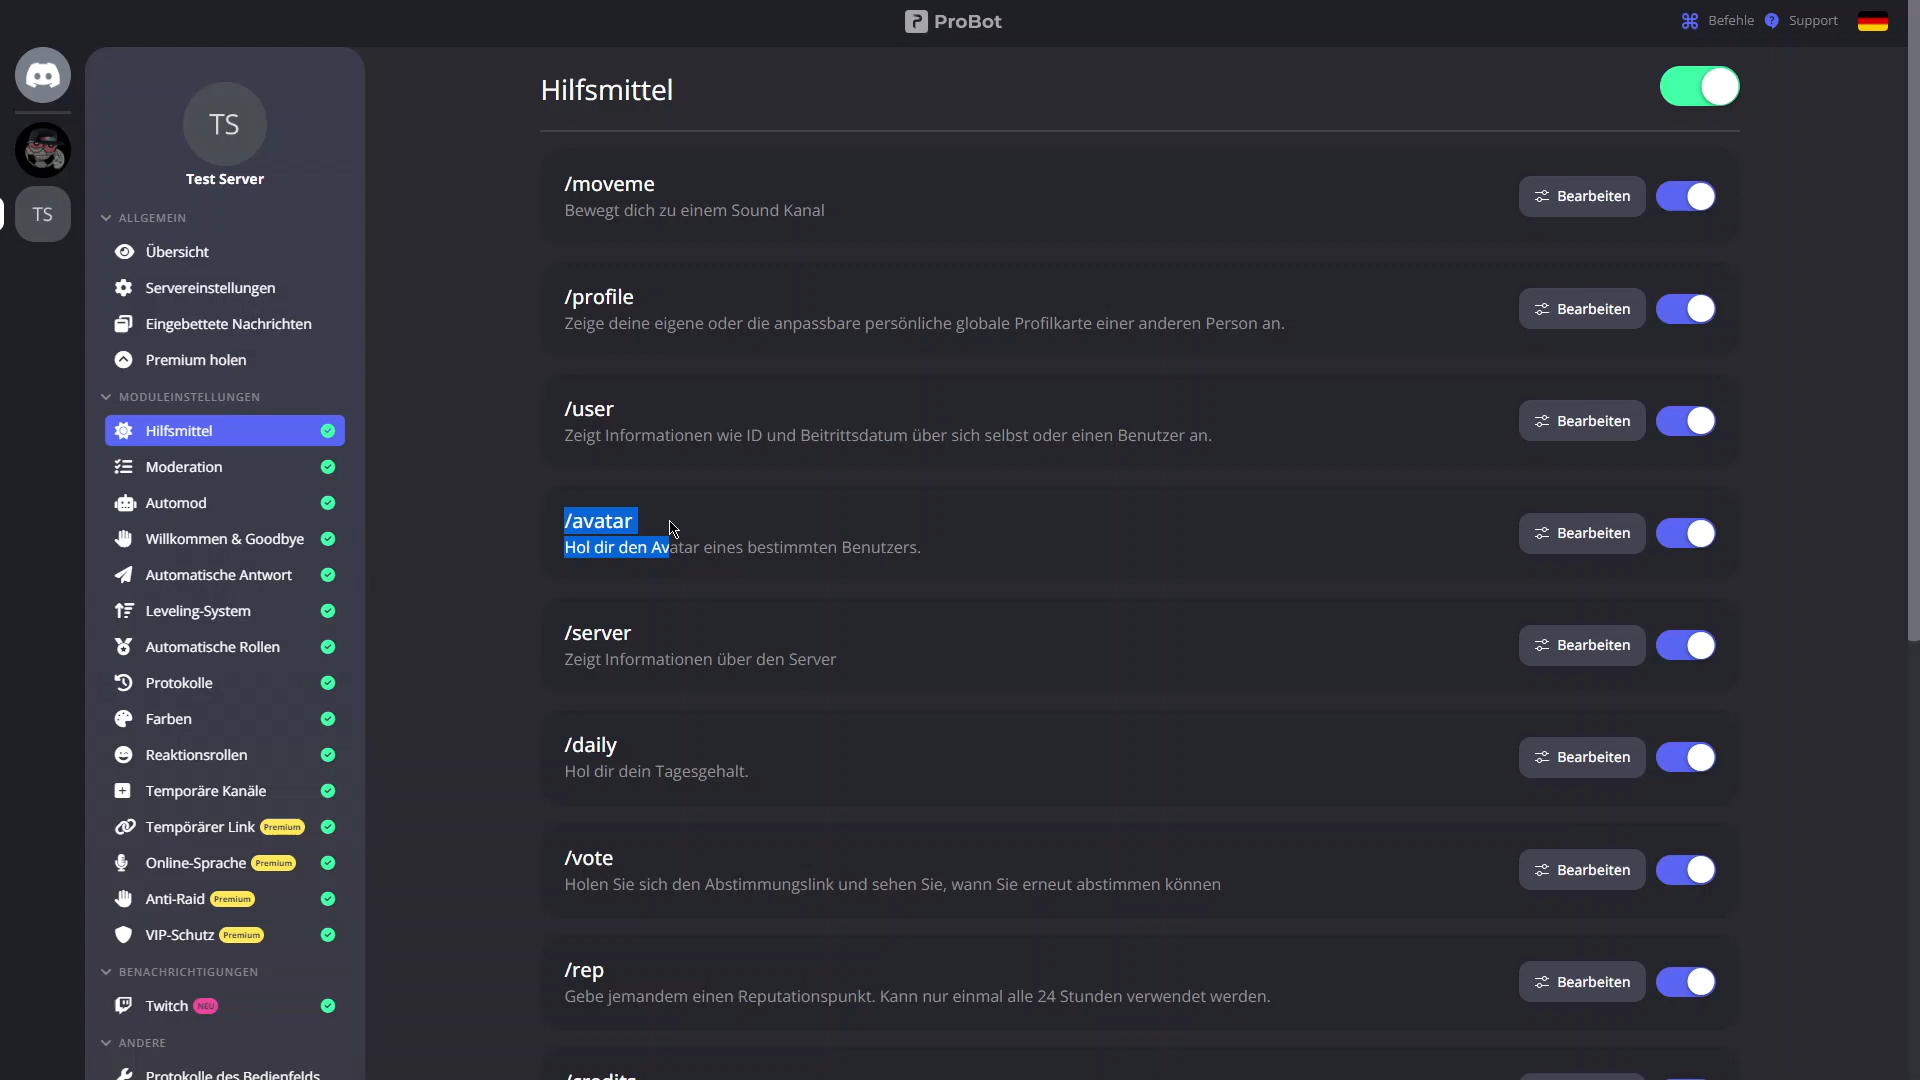 ProBot
Befehle
Support
TS
Test Server
TS
ALLGEMEIN
Übersicht
Servereinstellungen
Eingebettete Nachrichten
Premium holen
MODULEINSTELLUNGEN
Hilfsmittel
Moderation
Automod
Willkommen & Goodbye
Automatische Antwort
Leveling-System
Automatische Rollen
Protokolle
Farben
Reaktionsrollen
Temporäre Kanäle
Tempörärer Link Premium
Online-Sprache Premium
Anti-Raid Premium
VIP-Schutz Premium
BENACHRICHTIGUNGEN
Twitch NEU
ANDERE
Protokolle des Bedienfelds
Hilfsmittel
/moveme
Bewegt dich zu einem Sound Kanal
Bearbeiten
/profile
Zeige deine eigene oder die anpassbare persönliche globale Profilkarte einer anderen Person an.
Bearbeiten
/user
Zeigt Informationen wie ID und Beitrittsdatum über sich selbst oder einen Benutzer an.
Bearbeiten
/avatar
Hol dir den Avatar eines bestimmten Benutzers.
Bearbeiten
/server
Zeigt Informationen über den Server
Bearbeiten
/daily
Hol dir dein Tagesgehalt.
Bearbeiten
/vote
Holen Sie sich den Abstimmungslink und sehen Sie, wann Sie erneut abstimmen können
Bearbeiten
/rep
Gebe jemandem einen Reputationspunkt. Kann nur einmal alle 24 Stunden verwendet werden.
Bearbeiten
/credits